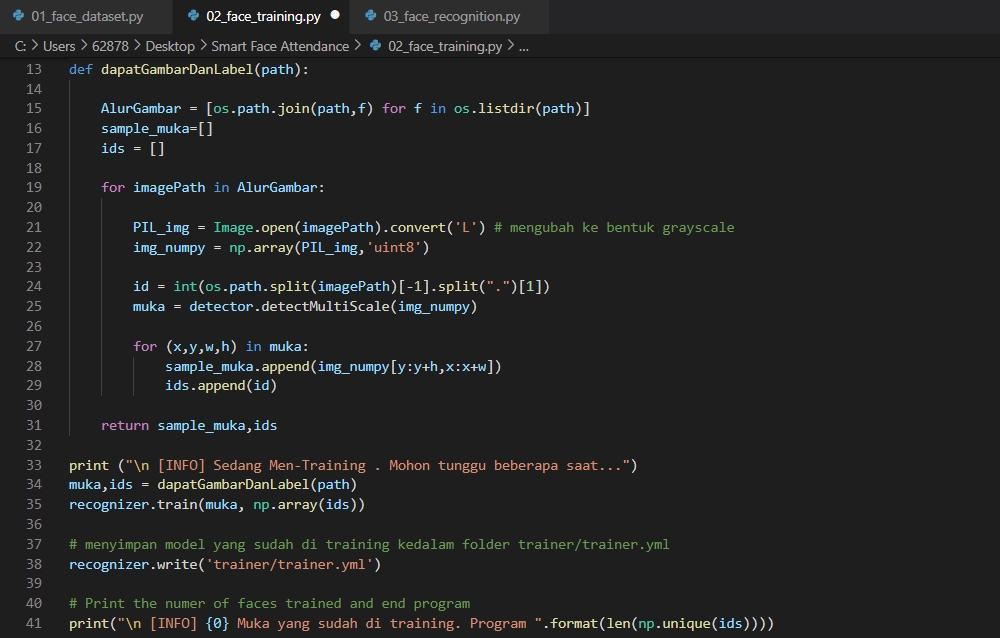 01_face_dataset.py 02_face_training.py 03_face_recognition.py
C: > Users > 62878 > Desktop > Smart Face Attendance > 02_face_training.py > ...
13 def dapatGambarDanLabel(path):
14
15 AlurGambar = [os.path.join(path,f) for f in os.listdir(path)]
16 sample_muka=[]
17 ids = []
18
19 for imagePath in AlurGambar:
20
21 PIL_img = Image.open(imagePath).convert('L') # mengubah ke bentuk grayscale
22 img_numpy = np.array(PIL_img,'uint8')
23
24 id = int(os.path.split(imagePath)[-1].split(".")[1])
25 muka = detector.detectMultiScale(img_numpy)
26
27 for (x,y,w,h) in muka:
28 sample_muka.append(img_numpy[y:y+h,x:x+w])
29 ids.append(id)
30
31 return sample_muka,ids
32
33 print ("\n [INFO] Sedang Men-Training . Mohon tunggu beberapa saat...")
34 muka,ids = dapatGambarDanLabel(path)
35 recognizer.train(muka, np.array(ids))
36
37 # menyimpan model yang sudah di training kedalam folder trainer/trainer.yml
38 recognizer.write('trainer/trainer.yml')
39
40 # Print the numer of faces trained and end program
41 print("\n [INFO] {0} Muka yang sudah di training. Program ".format(len(np.unique(ids))))